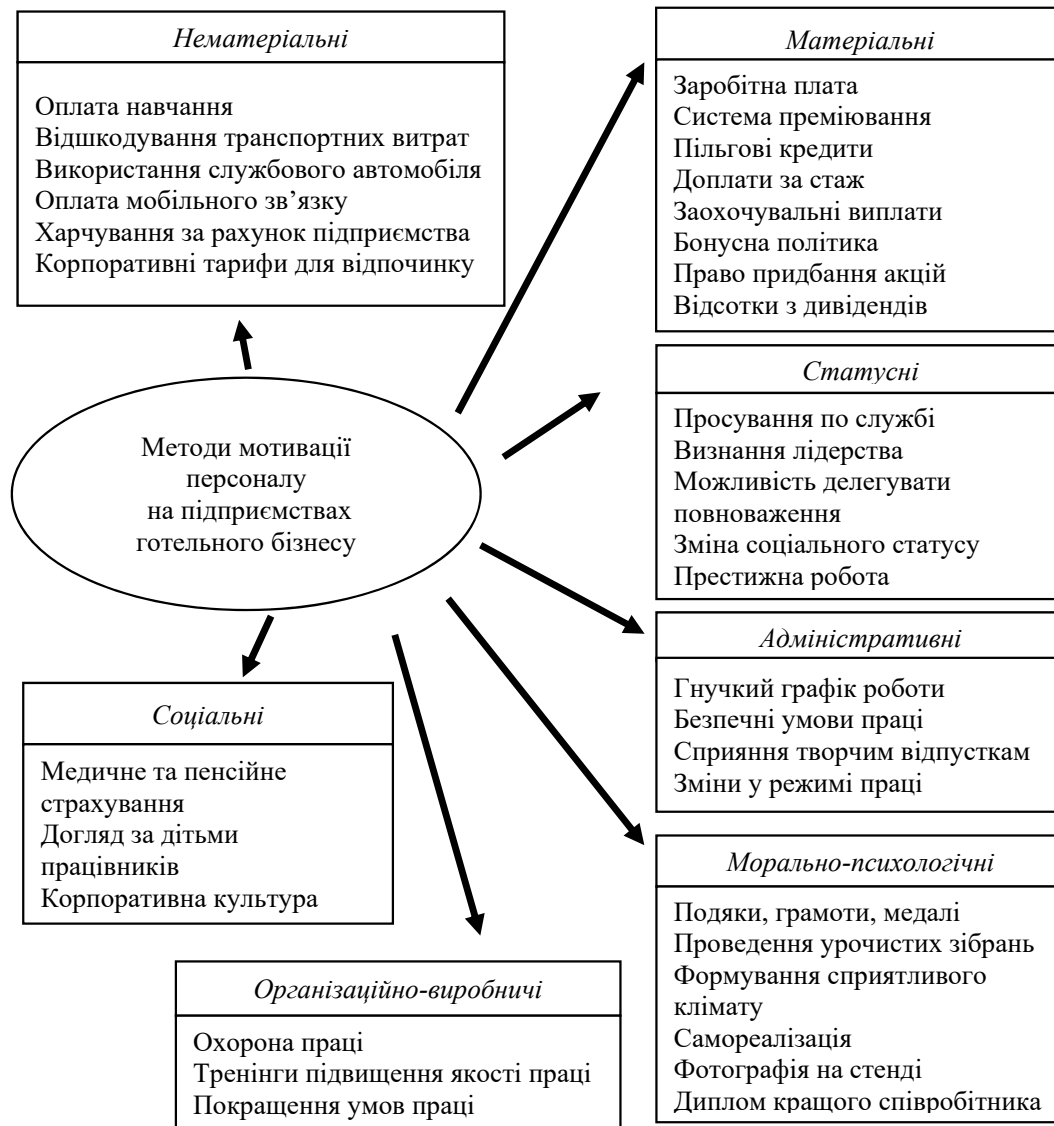 Нематеріальні
Оплата навчання
Відшкодування транспортних витрат
Використання службового автомобіля
Оплата мобільного зв’язку
Харчування за рахунок підприємства
Корпоративні тарифи для відпочинку
Матеріальні
Заробітна плата
Система преміювання
Пільгові кредити
Доплати за стаж
Заохочувальні виплати
Бонусна політика
Право придбання акцій
Відсотки з дивідендів
Методи мотивації
персоналу
на підприємствах
готельного бізнесу
Статусні
Просування по службі
Визнання лідерства
Можливість делегувати
повноваження
Зміна соціального статусу
Престижна робота
Адміністративні
Гнучкий графік роботи
Безпечні умови праці
Сприяння творчим відпусткам
Зміни у режимі праці
Соціальні
Медичне та пенсійне
страхування
Догляд за дітьми
працівників
Корпоративна культура
Морально-психологічні
Подяки, грамоти, медалі
Проведення урочистих зібрань
Формування сприятливого
клімату
Самореалізація
Фотографія на стенді
Диплом кращого співробітника
Організаційно-виробничі
Охорона праці
Тренінги підвищення якості праці
Покращення умов праці